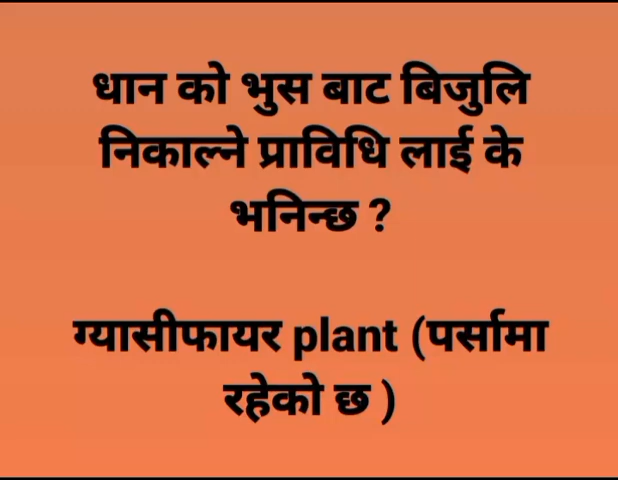 धान को भुस बाट बिजुलि
निकाल्ने प्राविधि लाई के
भनिन्छ ?
ग्यासीफायर plant (पर्सामा
रहेको छ )